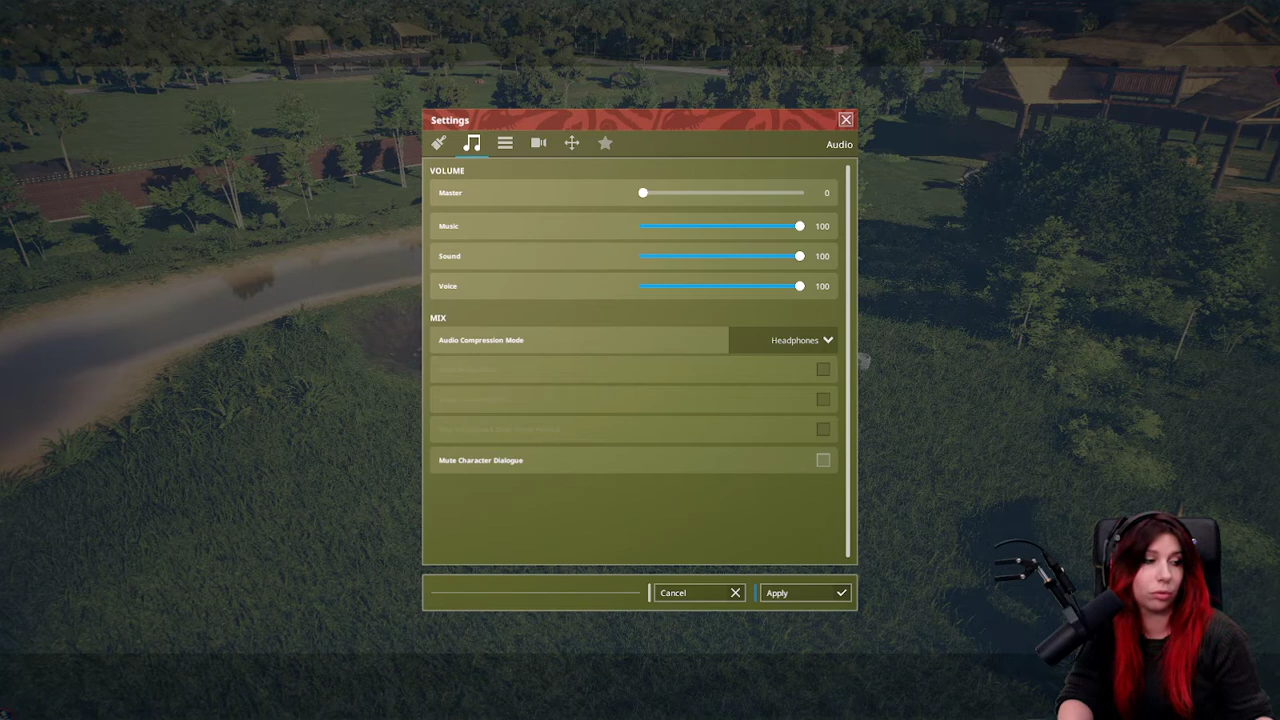 Settings
Audio
VOLUME
Master 0
Music 100
Sound 100
Voice 100
MIX
Audio Compression Mode Headphones
Mute Character Dialogue
Cancel Apply